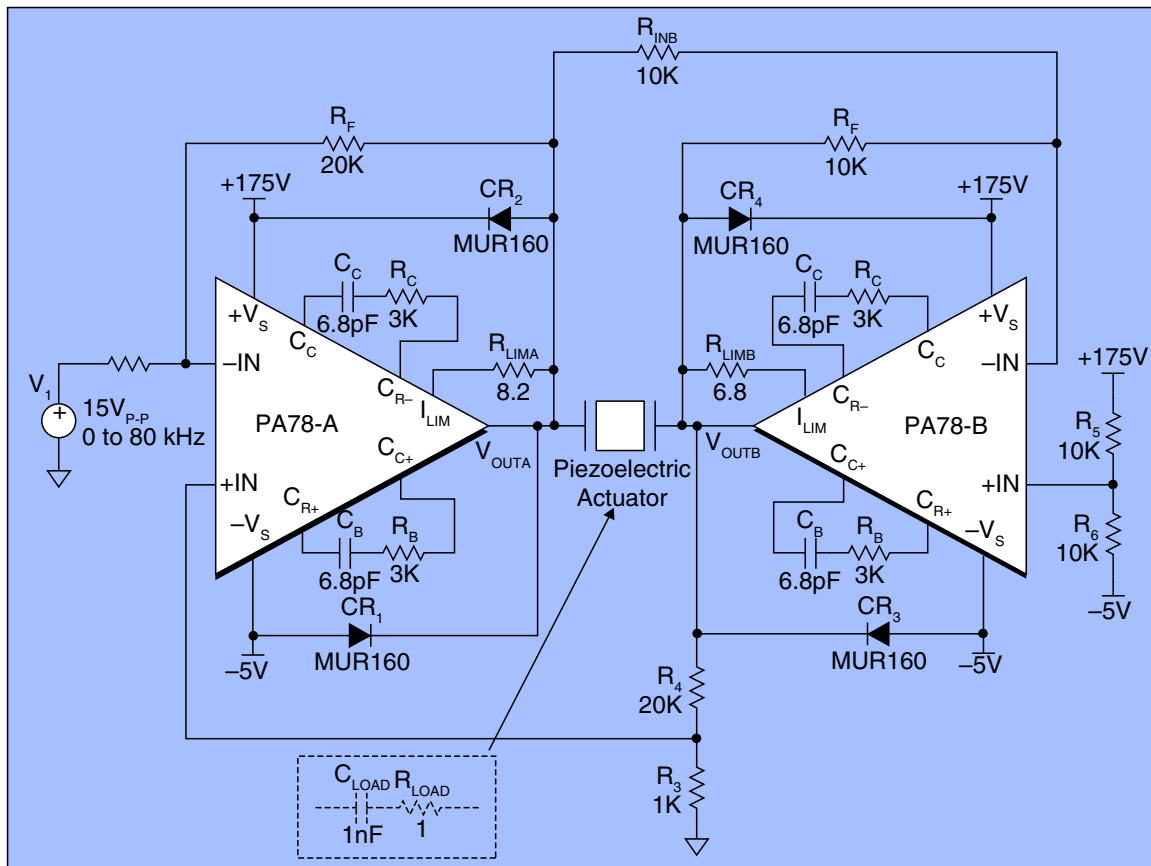 R_INB
10K
R_F
20K
R_F
10K
+175V
CR_2
MUR160
CR_4
MUR160
+175V
C_C
6.8pF
R_C
3K
C_C
6.8pF
R_C
3K
+V_S
C_C
C_R–
–IN
R_LIMA
8.2
I_LIM
R_LIMB
6.8
I_LIM
C_R–
C_C
+V_S
–IN
+175V
V_1
15V_P-P
0 to 80 kHz
PA78-A
V_OUTA
Piezoelectric
Actuator
V_OUTB
PA78-B
R_5
10K
+IN
–V_S
C_R+
C_C+
C_C+
C_R+
–V_S
+IN
R_6
10K
–5V
C_B
6.8pF
R_B
3K
C_B
6.8pF
R_B
3K
CR_1
MUR160
–5V
CR_3
MUR160
–5V
R_4
20K
C_LOAD
1nF
R_LOAD
1
R_3
1K